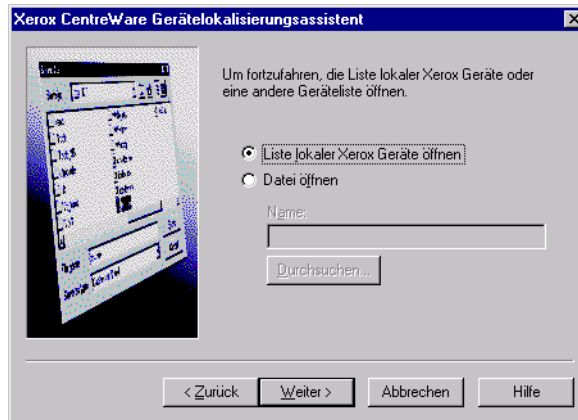 Xerox CentreWare Gerätelokalisierungsassistent
Um fortzufahren, die Liste lokaler Xerox Geräte oder
eine andere Geräteliste öffnen.
Liste lokaler Xerox Geräte öffnen
Datei öffnen
Name:
Durchsuchen...
< Zurück
Weiter >
Abbrechen
Hilfe